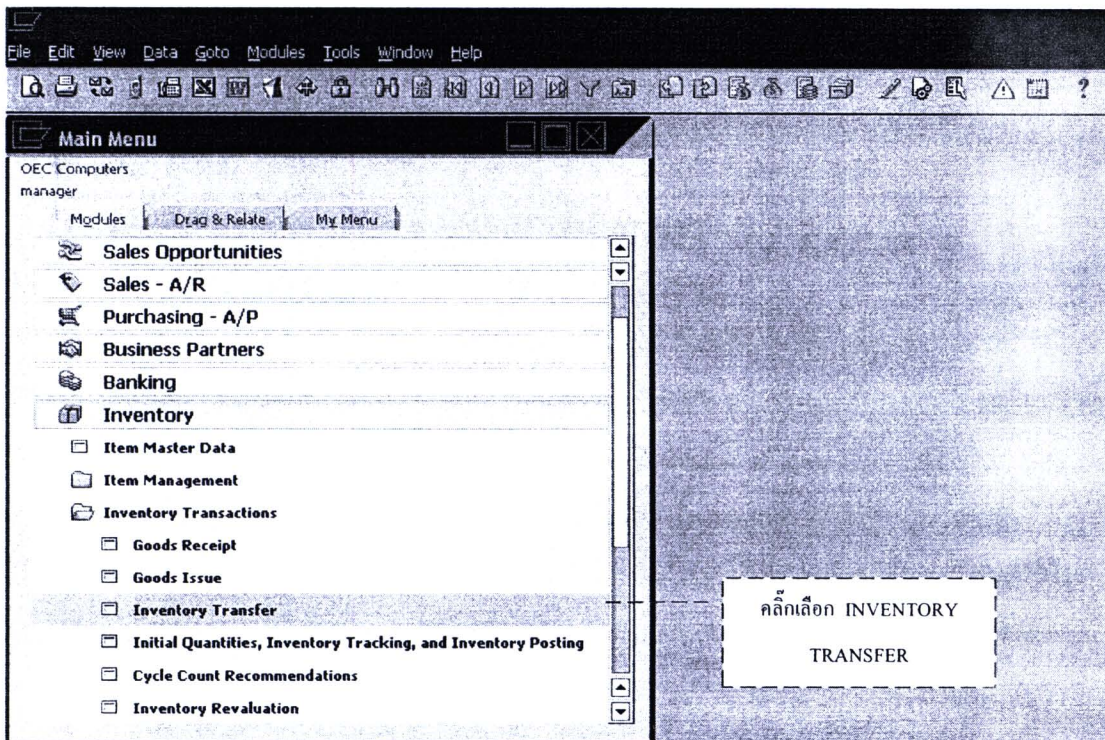 File Edit View Data Goto Modules Tools Window Help
Main Menu
OEC Computers
manager
Modules Drag & Relate My Menu
Sales Opportunities
Sales - A/R
Purchasing - A/P
Business Partners
Banking
Inventory
Item Master Data
Item Management
Inventory Transactions
Goods Receipt
Goods Issue
Inventory Transfer
Initial Quantities, Inventory Tracking, and Inventory Posting
Cycle Count Recommendations
Inventory Revaluation
คลิ๊กเลือก INVENTORY
TRANSFER